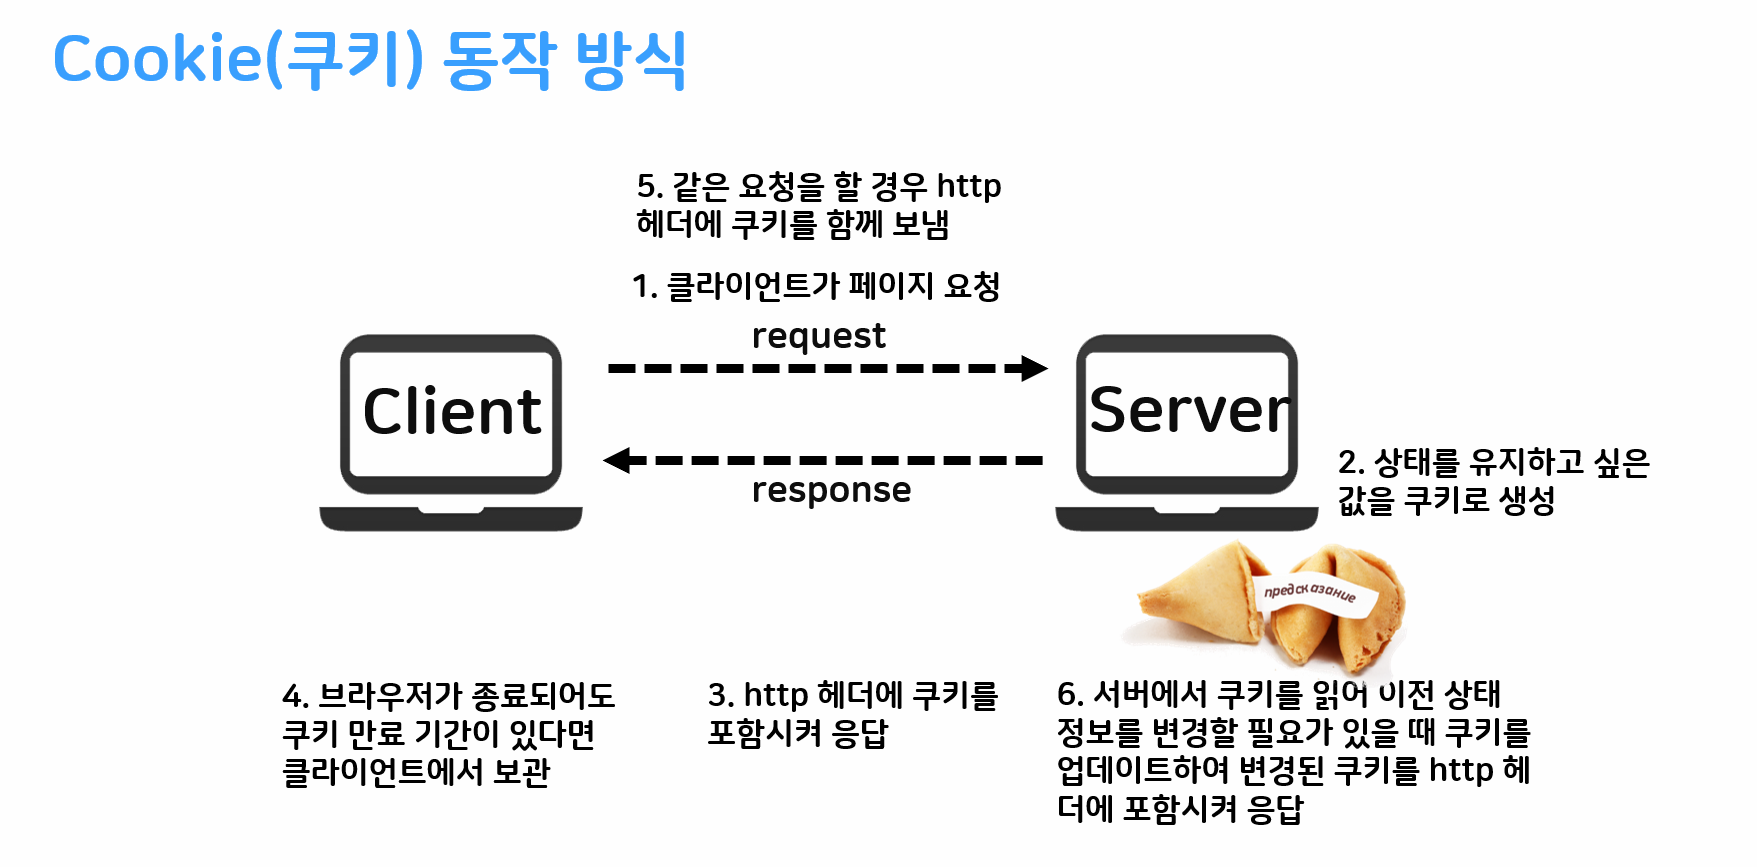 Cookie(쿠키) 동작 방식
5. 같은 요청을 할 경우 http
헤더에 쿠키를 함께 보냄
1. 클라이언트가 페이지 요청
request
Client
Server
response
2. 상태를 유지하고 싶은
값을 쿠키로 생성
предсказание
4. 브라우저가 종료되어도
쿠키 만료 기간이 있다면
클라이언트에서 보관
3. http 헤더에 쿠키를
포함시켜 응답
6. 서버에서 쿠키를 읽어 이전 상태
정보를 변경할 필요가 있을 때 쿠키를
업데이트하여 변경된 쿠키를 http 헤
더에 포함시켜 응답